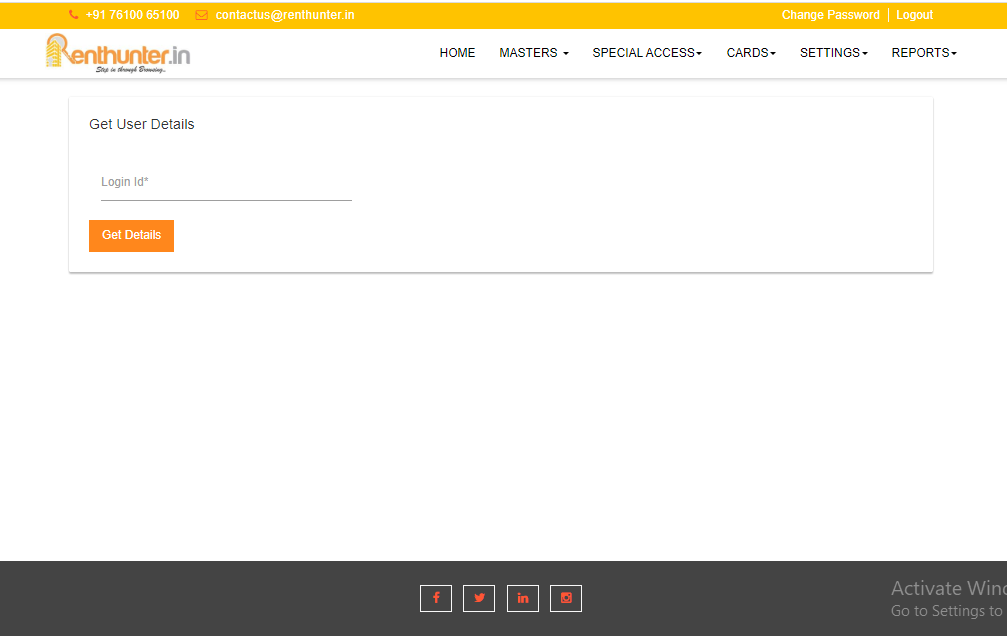 +91 76100 65100 contactus@renthunter.in Change Password | Logout
Renthunter.in
Step in through Browsing..
HOME MASTERS SPECIAL ACCESS CARDS SETTINGS REPORTS
Get User Details
Login Id*
Get Details
Activate Wind
Go to Settings to